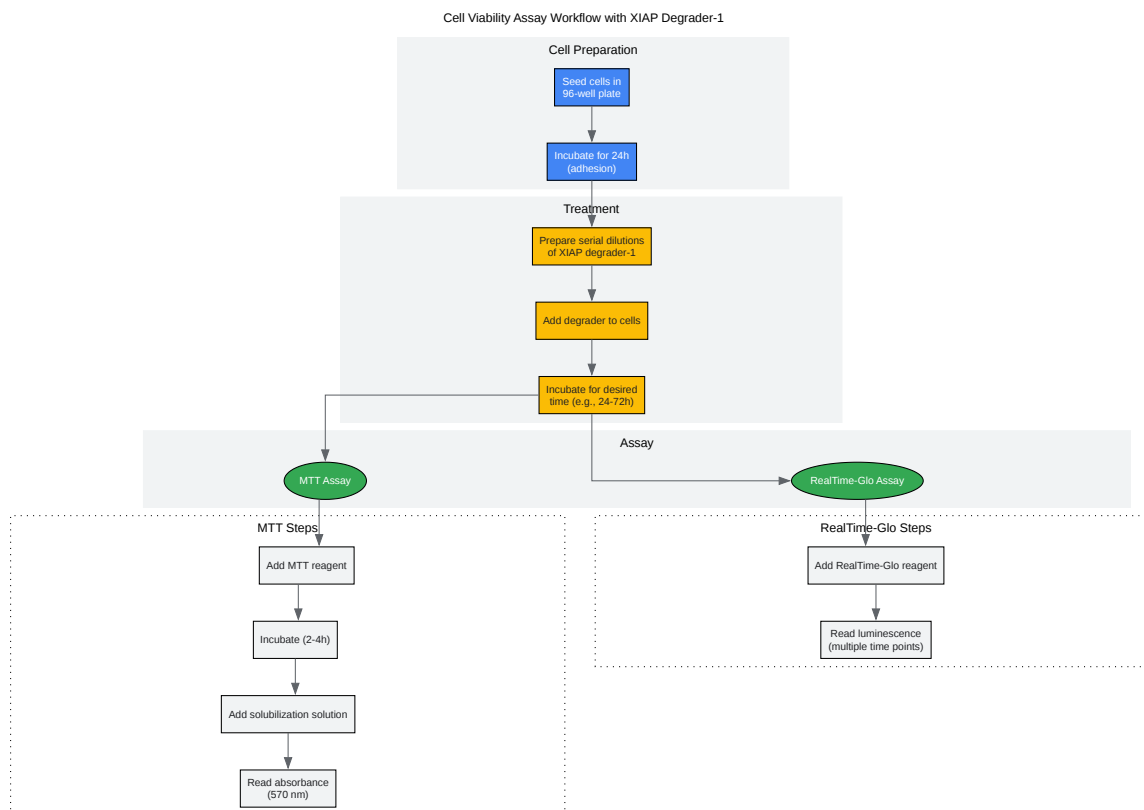 Cell Viability Assay Workflow with XIAP Degrader-1
Cell Preparation
Seed cells in
96-well plate
Incubate for 24h
(adhesion)
Treatment
Prepare serial dilutions
of XIAP degrader-1
Add degrader to cells
Incubate for desired
time (e.g., 24-72h)
Assay
MTT Assay
RealTime-Glo Assay
MTT Steps
Add MTT reagent
Incubate (2-4h)
Add solubilization solution
Read absorbance
(570 nm)
RealTime-Glo Steps
Add RealTime-Glo reagent
Read luminescence
(multiple time points)